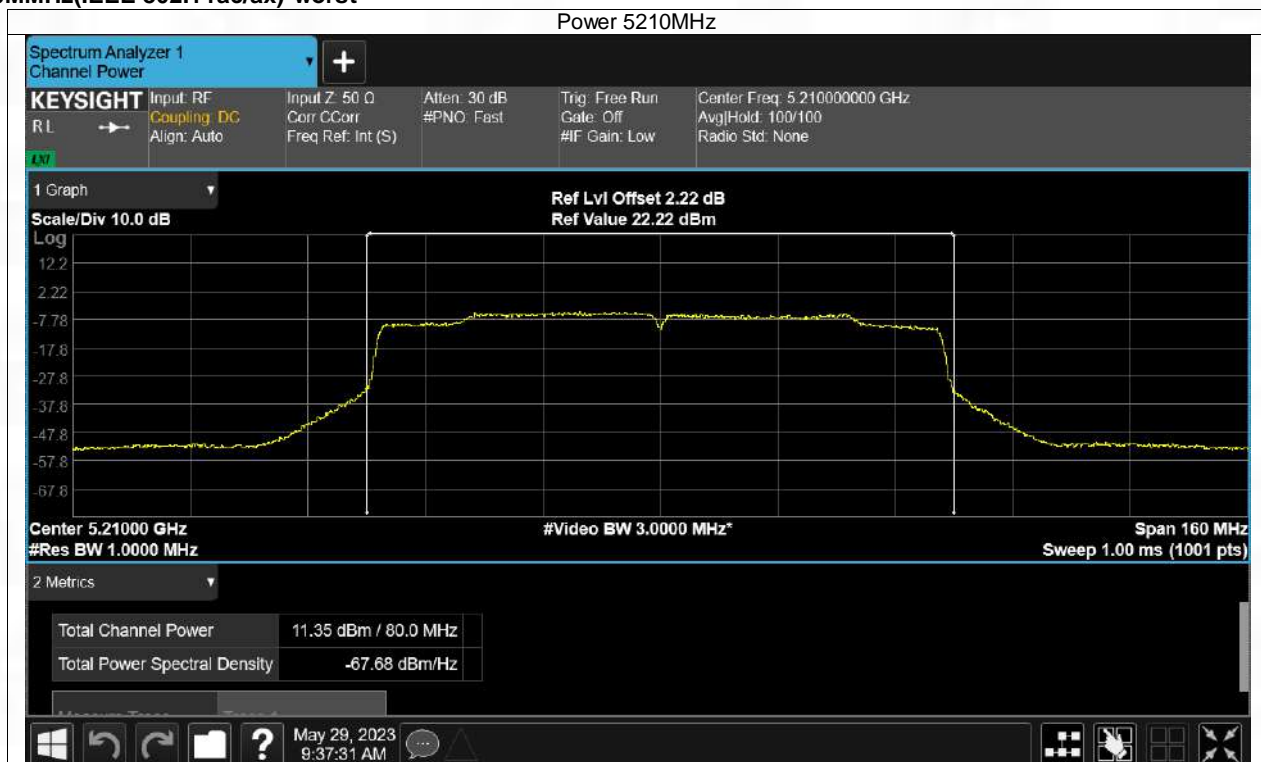 Power 5210MHz
Spectrum Analyzer 1
Channel Power
KEYSIGHT
RL
LXI
Input: RF
Coupling: DC
Align: Auto
Input Z: 50 Ω
Corr CCorr
Freq Ref: Int (S)
Atten: 30 dB
#PNO: Fast
Trig: Free Run
Gate: Off
#IF Gain: Low
Center Freq: 5.210000000 GHz
Avg|Hold: 100/100
Radio Std: None
1 Graph
Scale/Div 10.0 dB
Ref Lvl Offset 2.22 dB
Ref Value 22.22 dBm
Log
12.2
2.22
-7.78
-17.8
-27.8
-37.8
-47.8
-57.8
-67.8
Center 5.21000 GHz
#Res BW 1.0000 MHz
#Video BW 3.0000 MHz*
Span 160 MHz
Sweep 1.00 ms (1001 pts)
2 Metrics
Total Channel Power 11.35 dBm / 80.0 MHz
Total Power Spectral Density -67.68 dBm/Hz
May 29, 2023
9:37:31 AM